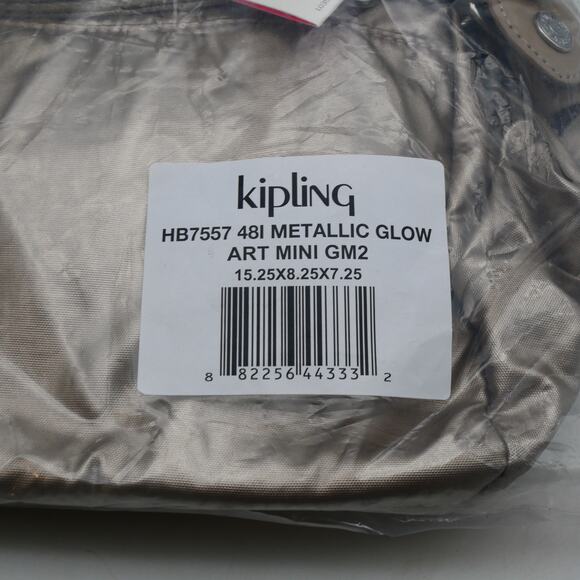 kipling
HB7557 48I METALLIC GLOW
ART MINI GM2
15.25X8.25X7.25
8 82256 44333 2